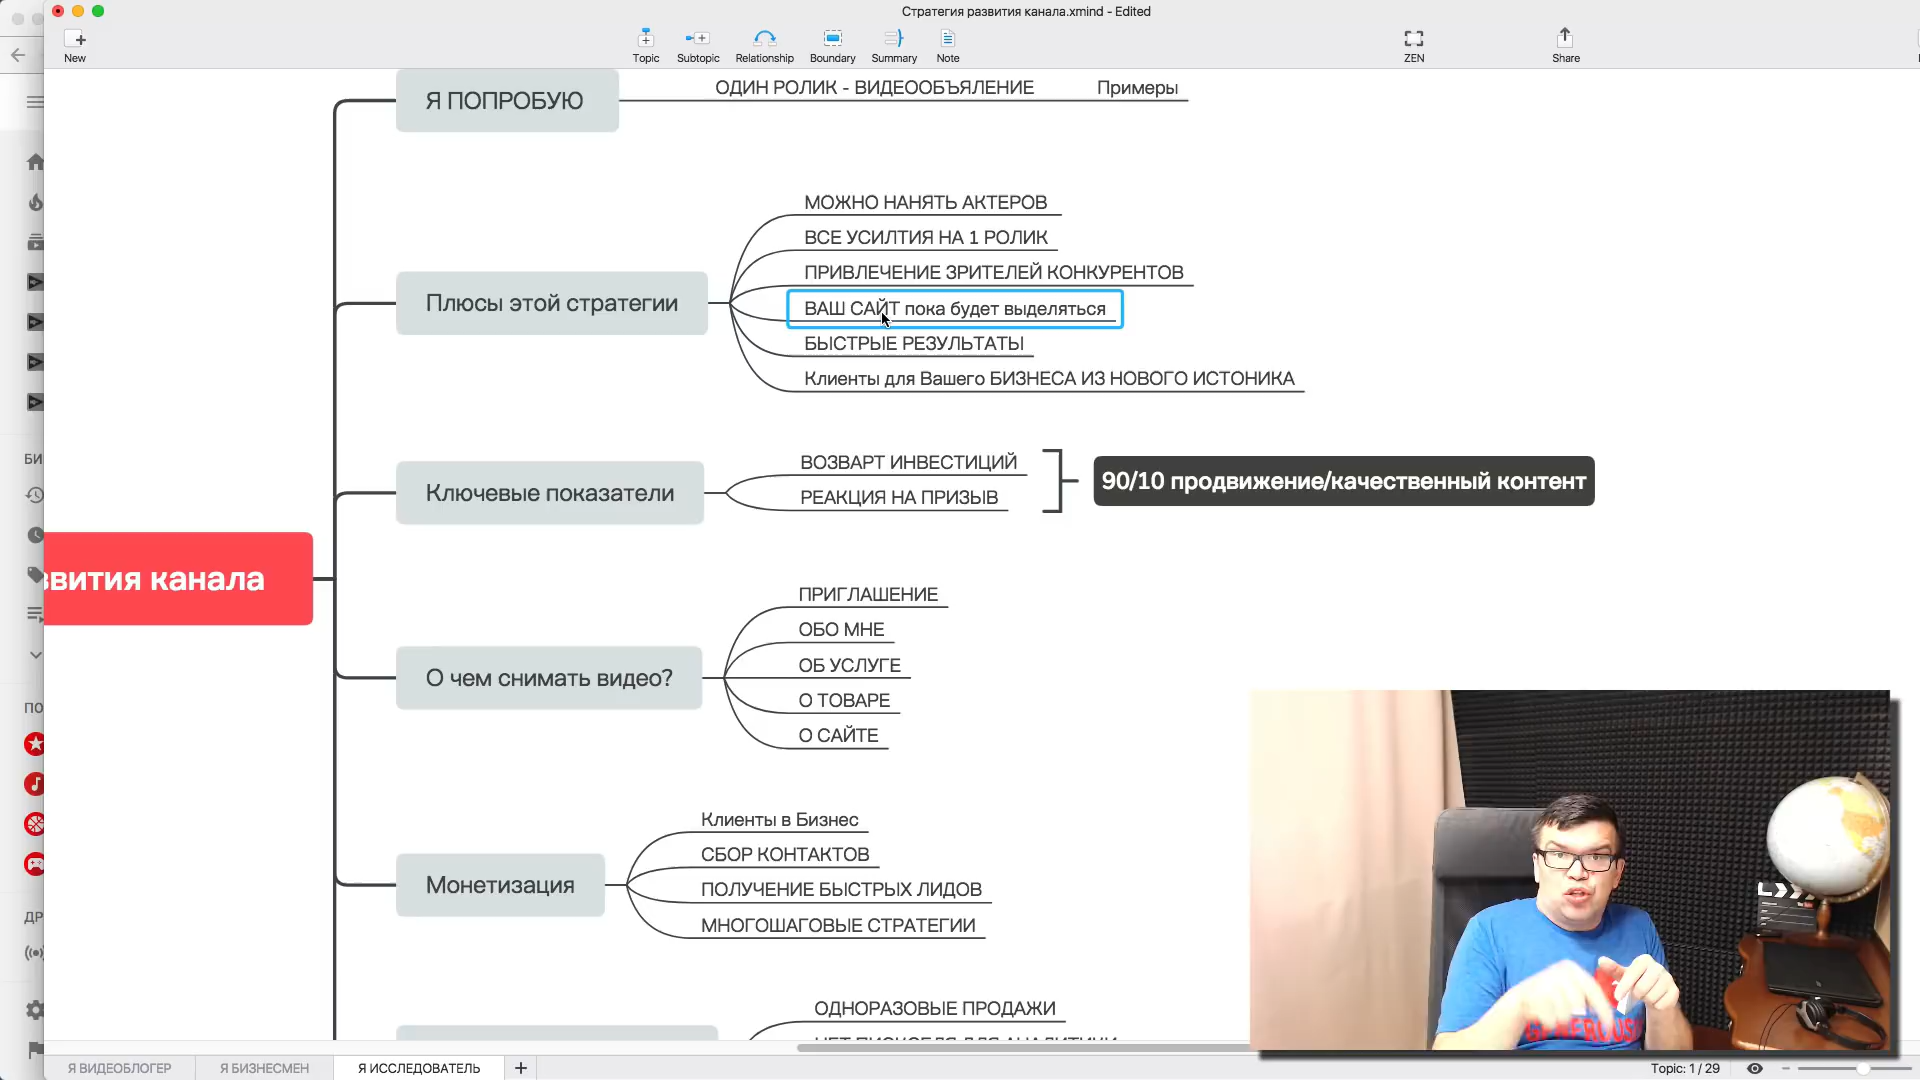 Стратегия развития канала.xmind - Edited
New
Topic
Subtopic
Relationship
Boundary
Summary
Note
ZEN
Share
Я ПОПРОБУЮ
ОДИН РОЛИК - ВИДЕООБЪЯЛЕНИЕ
Примеры
Плюсы этой стратегии
МОЖНО НАНЯТЬ АКТЕРОВ
ВСЕ УСИЛТИЯ НА 1 РОЛИК
ПРИВЛЕЧЕНИЕ ЗРИТЕЛЕЙ КОНКУРЕНТОВ
ВАШ САЙТ пока будет выделяться
БЫСТРЫЕ РЕЗУЛЬТАТЫ
Клиенты для Вашего БИЗНЕСА ИЗ НОВОГО ИСТОНИКА
БИ
Ключевые показатели
ВОЗВАРТ ИНВЕСТИЦИЙ
РЕАКЦИЯ НА ПРИЗЫВ
90/10 продвижение/качественный контент
звития канала
О чем снимать видео?
ПРИГЛАШЕНИЕ
ОБО МНЕ
ОБ УСЛУГЕ
О ТОВАРЕ
О САЙТЕ
ПО
Монетизация
Клиенты в Бизнес
СБОР КОНТАКТОВ
ПОЛУЧЕНИЕ БЫСТРЫХ ЛИДОВ
МНОГОШАГОВЫЕ СТРАТЕГИИ
ДР
ОДНОРАЗОВЫЕ ПРОДАЖИ
Я ВИДЕОБЛОГЕР
Я БИЗНЕСМЕН
Я ИССЛЕДОВАТЕЛЬ
Topic: 1 / 29